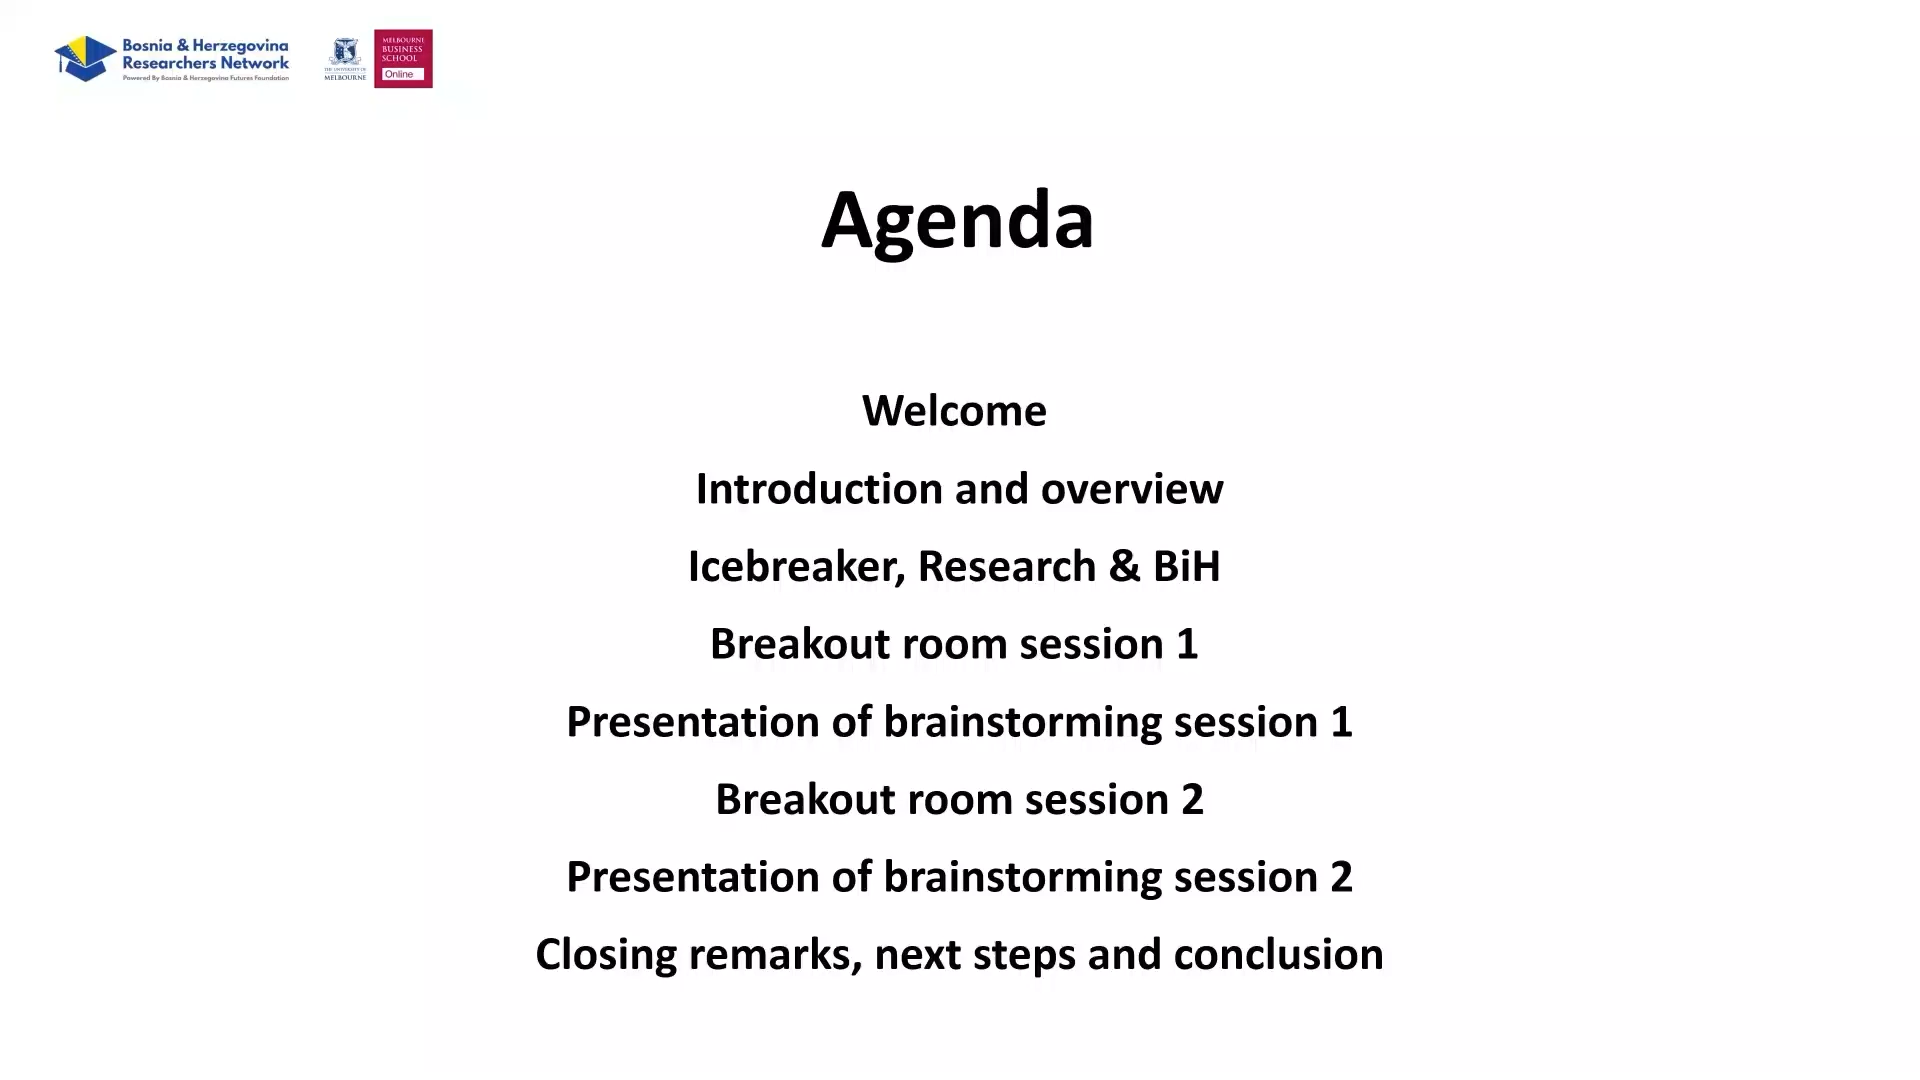 Bosnia & Herzegovina
Researchers Network
Powered By Bosnia & Herzegovina Futures Foundation
THE UNIVERSITY OF
MELBOURNE
MELBOURNE
BUSINESS
SCHOOL
Online
Agenda
Welcome
Introduction and overview
Icebreaker, Research & BiH
Breakout room session 1
Presentation of brainstorming session 1
Breakout room session 2
Presentation of brainstorming session 2
Closing remarks, next steps and conclusion